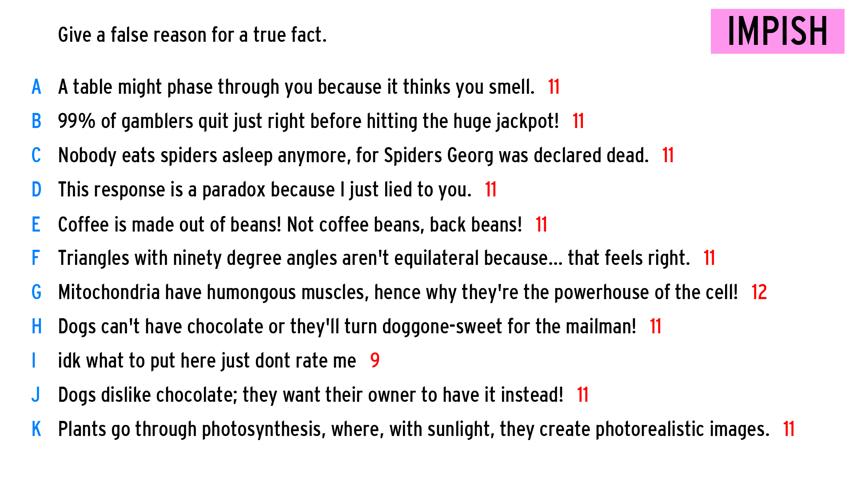 Give a false reason for a true fact.
IMPISH
A A table might phase through you because it thinks you smell. 11
B 99% of gamblers quit just right before hitting the huge jackpot! 11
C Nobody eats spiders asleep anymore, for Spiders Georg was declared dead. 11
D This response is a paradox because I just lied to you. 11
E Coffee is made out of beans! Not coffee beans, back beans! 11
F Triangles with ninety degree angles aren't equilateral because... that feels right. 11
G Mitochondria have humongous muscles, hence why they're the powerhouse of the cell! 12
H Dogs can't have chocolate or they'll turn doggone-sweet for the mailman! 11
I idk what to put here just dont rate me 9
J Dogs dislike chocolate; they want their owner to have it instead! 11
K Plants go through photosynthesis, where, with sunlight, they create photorealistic images. 11